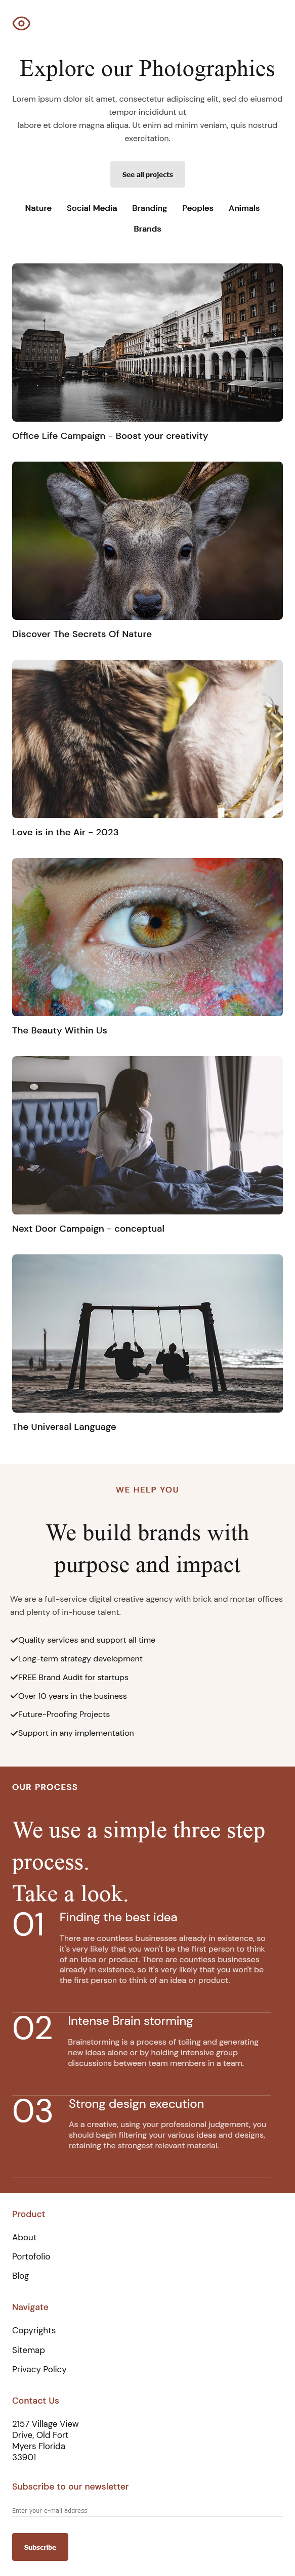 Explore our Photographies
Lorem ipsum dolor sit amet, consectetur adipiscing elit, sed do eiusmod
tempor incididunt ut
labore et dolore magna aliqua. Ut enim ad minim veniam, quis nostrud
exercitation.
See all projects
Nature Social Media Branding Peoples Animals
Brands
Office Life Campaign - Boost your creativity
Discover The Secrets Of Nature
Love is in the Air - 2023
The Beauty Within Us
Next Door Campaign - conceptual
The Universal Language
WE HELP YOU
We build brands with
purpose and impact
We are a full-service digital creative agency with brick and mortar offices
and plenty of in-house talent.
Quality services and support all time
Long-term strategy development
FREE Brand Audit for startups
Over 10 years in the business
Future-Proofing Projects
Support in any implementation
OUR PROCESS
We use a simple three step
process.
Take a look.
01 Finding the best idea
There are countless businesses already in existence, so
it's very likely that you won't be the first person to think
of an idea or product. There are countless businesses
already in existence, so it's very likely that you won't be
the first person to think of an idea or product.
02 Intense Brain storming
Brainstorming is a process of toiling and generating
new ideas alone or by holding intensive group
discussions between team members in a team.
03 Strong design execution
As a creative, using your professional judgement, you
should begin filtering your various ideas and designs,
retaining the strongest relevant material.
Product
About
Portofolio
Blog
Navigate
Copyrights
Sitemap
Privacy Policy
Contact Us
2157 Village View
Drive, Old Fort
Myers Florida
33901
Subscribe to our newsletter
Enter your e-mail address
Subscribe